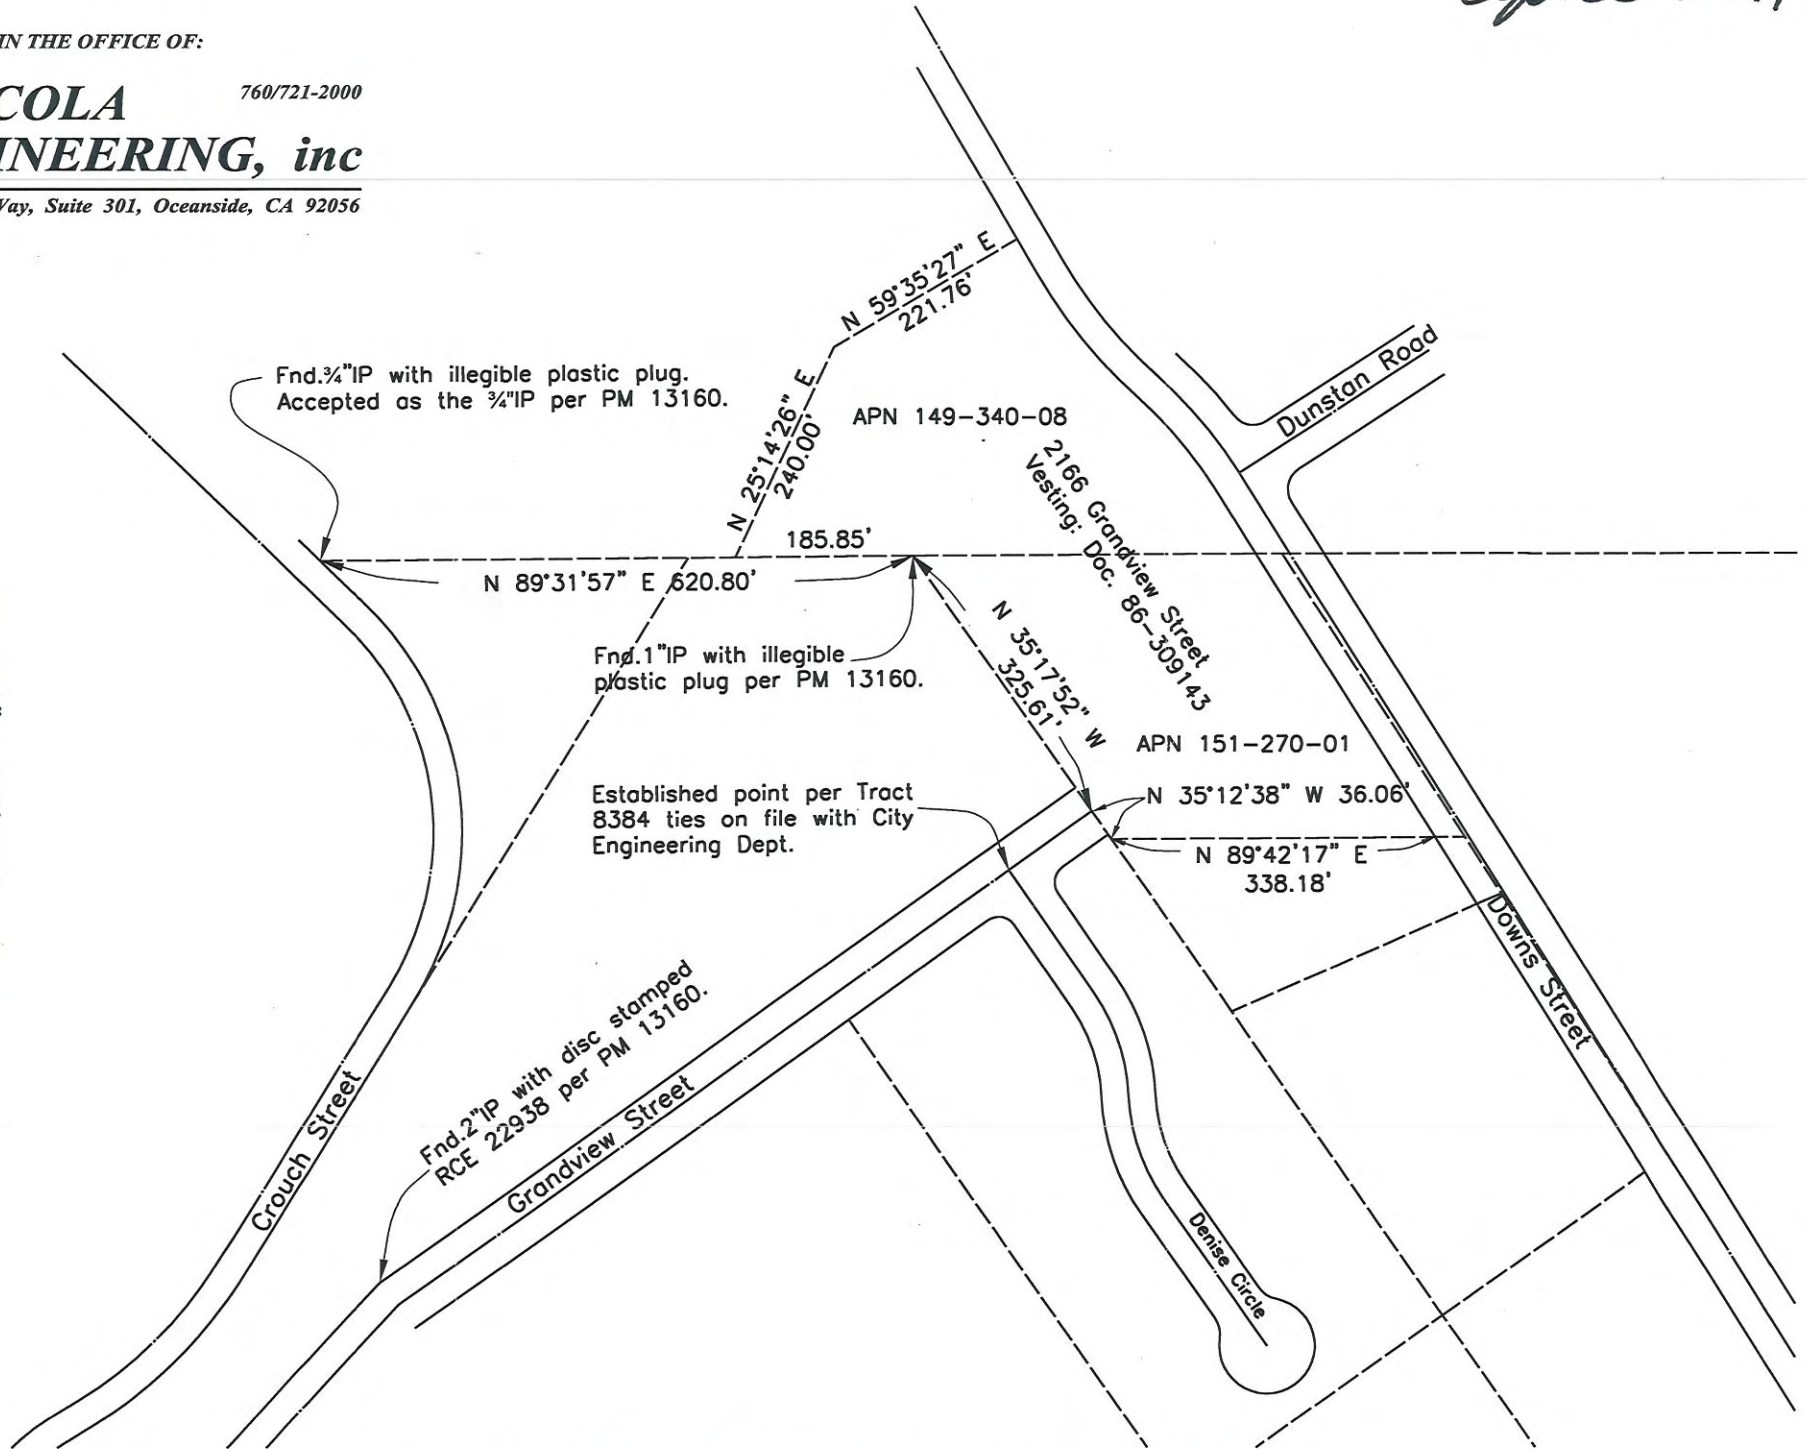 IN THE OFFICE OF:
COLA
760/721-2000
INEERING, inc
Way, Suite 301, Oceanside, CA 92056
N 59°35'27" E
221.76'
Fnd.¾"IP with illegible plastic plug.
Accepted as the ¾"IP per PM 13160.
N 25°14'26" E
240.00'
APN 149-340-08
Dunstan Road
2166 Grandview Street
Vesting: Doc. 86-309143
185.85'
N 89°31'57" E 620.80'
Fnd.1"IP with illegible
plastic plug per PM 13160.
N 35°17'52" W
325.61'
APN 151-270-01
Established point per Tract
8384 ties on file with City
Engineering Dept.
N 35°12'38" W 36.06'
N 89°42'17" E
338.18'
Downs Street
Fnd.2"IP with disc stamped
RCE 22938 per PM 13160.
Grandview Street
Crouch Street
Denise Circle